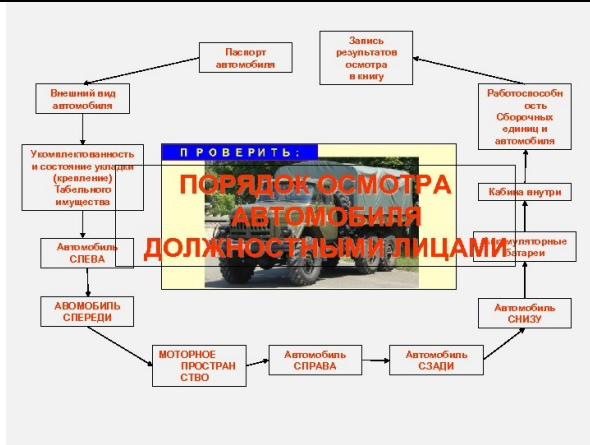 Паспорт
автомобиля
Внешний вид
автомобиля
Укомплектованность
и состояние укладки
(крепление)
Табельного
имущества
Автомобиль
СЛЕВА
АВОМОБИЛЬ
СПЕРЕДИ
МОТОРНОЕ
ПРОСТРАН
СТВО
Автомобиль
СПРАВА
Автомобиль
СЗАДИ
Автомобиль
СНИЗУ
батареи
Кабина внутри
Работоспособн
ость
Сборочных
единиц и
автомобиля
Запись
результатов
осмотра
в книгу
П Р О В Е Р И Т Ь :
ПОРЯДОК ОСМОТРА
АВТОМОБИЛЯ
ДОЛЖНОСТНЫМИ ЛИЦАМИ